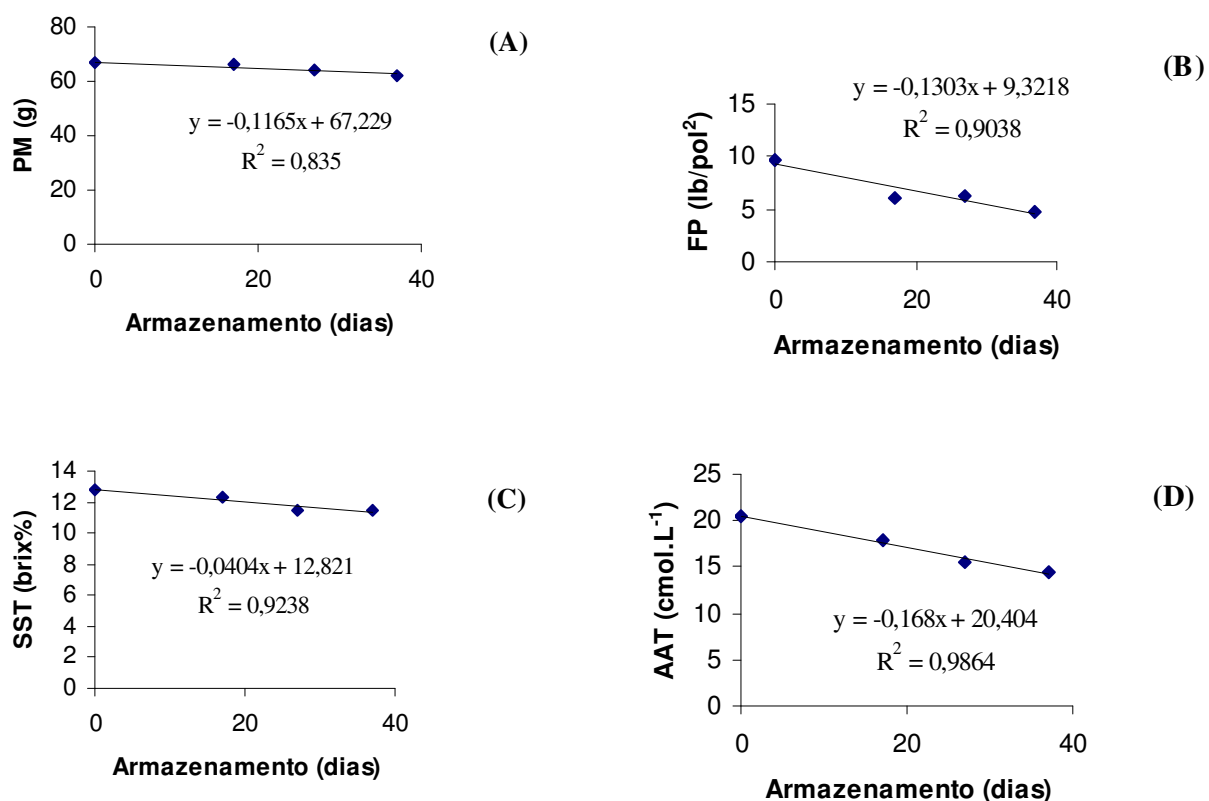 (A)
80
60
40
20
0
PM (g)
y = -0,1165x + 67,229
R² = 0,835
0 20 40
Armazenamento (dias)
(B)
y = -0,1303x + 9,3218
R² = 0,9038
15
10
5
0
FP (lb/pol²)
0 20 40
Armazenamento (dias)
(C)
14
12
10
8
6
4
2
0
SST (brix%)
y = -0,0404x + 12,821
R² = 0,9238
0 20 40
Armazenamento (dias)
(D)
25
20
15
10
5
0
AAT (cmol.L⁻¹)
y = -0,168x + 20,404
R² = 0,9864
0 20 40
Armazenamento (dias)